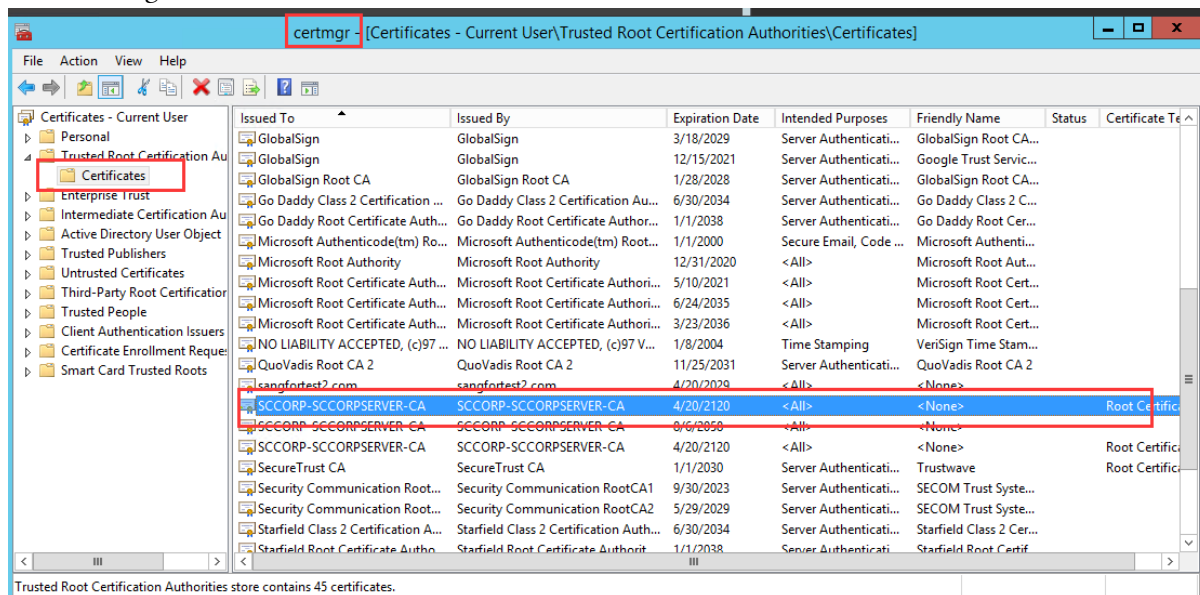 certmgr - [Certificates - Current User\Trusted Root Certification Authorities\Certificates]
File Action View Help
Certificates - Current User
Personal
Trusted Root Certification Au
Certificates
Enterprise Trust
Intermediate Certification Au
Active Directory User Object
Trusted Publishers
Untrusted Certificates
Third-Party Root Certification
Trusted People
Client Authentication Issuers
Certificate Enrollment Reques
Smart Card Trusted Roots
Issued To Issued By Expiration Date Intended Purposes Friendly Name Status Certificate Te
GlobalSign GlobalSign 3/18/2029 Server Authenticati... GlobalSign Root CA...
GlobalSign GlobalSign 12/15/2021 Server Authenticati... Google Trust Servic...
GlobalSign Root CA GlobalSign Root CA 1/28/2028 Server Authenticati... GlobalSign Root CA...
Go Daddy Class 2 Certification ... Go Daddy Class 2 Certification Au... 6/30/2034 Server Authenticati... Go Daddy Class 2 C...
Go Daddy Root Certificate Auth... Go Daddy Root Certificate Author... 1/1/2038 Server Authenticati... Go Daddy Root Cer...
Microsoft Authenticode(tm) Ro... Microsoft Authenticode(tm) Root... 1/1/2000 Secure Email, Code ... Microsoft Authenti...
Microsoft Root Authority Microsoft Root Authority 12/31/2020 <All> Microsoft Root Aut...
Microsoft Root Certificate Auth... Microsoft Root Certificate Authori... 5/10/2021 <All> Microsoft Root Cert...
Microsoft Root Certificate Auth... Microsoft Root Certificate Authori... 6/24/2035 <All> Microsoft Root Cert...
Microsoft Root Certificate Auth... Microsoft Root Certificate Authori... 3/23/2036 <All> Microsoft Root Cert...
NO LIABILITY ACCEPTED, (c)97 ... NO LIABILITY ACCEPTED, (c)97 V... 1/8/2004 Time Stamping VeriSign Time Stam...
QuoVadis Root CA 2 QuoVadis Root CA 2 11/25/2031 Server Authenticati... QuoVadis Root CA 2
sangfortest2.com sangfortest2.com 4/20/2029 <All> <None>
SCCORP-SCCORPSERVER-CA SCCORP-SCCORPSERVER-CA 4/20/2120 <All> <None> Root Certifica
SCCORP-SCCORPSERVER-CA SCCORP-SCCORPSERVER-CA <All> <None>
SCCORP-SCCORPSERVER-CA SCCORP-SCCORPSERVER-CA 4/20/2120 <All> <None> Root Certifica
SecureTrust CA SecureTrust CA 1/1/2030 Server Authenticati... Trustwave Root Certifica
Security Communication Root... Security Communication RootCA1 9/30/2023 Server Authenticati... SECOM Trust Syste...
Security Communication Root... Security Communication RootCA2 5/29/2029 Server Authenticati... SECOM Trust Syste...
Starfield Class 2 Certification A... Starfield Class 2 Certification Auth... 6/30/2034 Server Authenticati... Starfield Class 2 Cer...
Starfield Root Certificate Autho Starfield Root Certificate Authorit 1/1/2038 Server Authenticati Starfield Root Certif
Trusted Root Certification Authorities store contains 45 certificates.